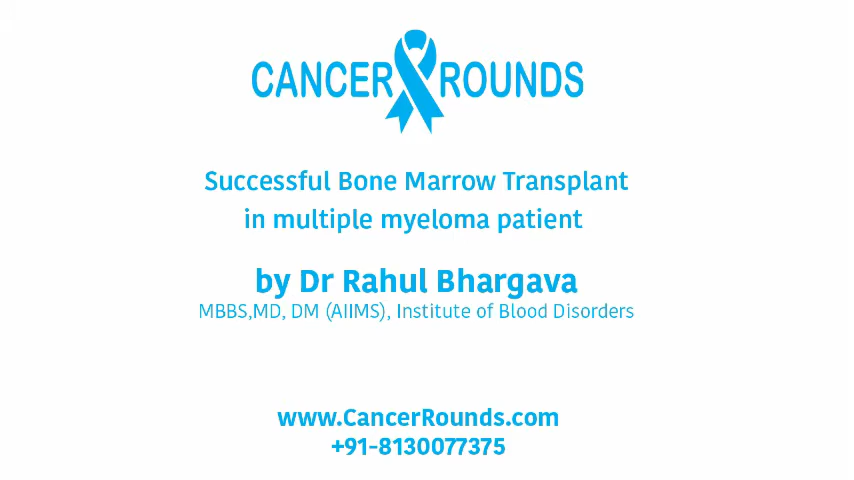 CANCER ROUNDS
Successful Bone Marrow Transplant
in multiple myeloma patient
by Dr Rahul Bhargava
MBBS,MD, DM (AIIMS), Institute of Blood Disorders
www.CancerRounds.com
+91-8130077375